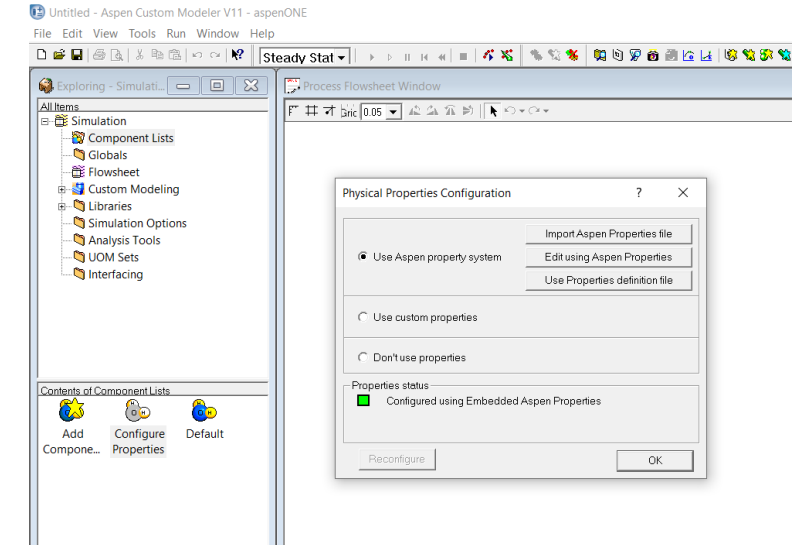 Untitled - Aspen Custom Modeler V11 - aspenONE
File Edit View Tools Run Window Help
Steady Stat
Exploring - Simulati...
Process Flowsheet Window
All Items
Simulation
Component Lists
Globals
Flowsheet
Custom Modeling
Libraries
Simulation Options
Analysis Tools
UOM Sets
Interfacing
Gric 0.05
Physical Properties Configuration ?
Import Aspen Properties file
Use Aspen property system
Edit using Aspen Properties
Use Properties definition file
Use custom properties
Don't use properties
Properties status
Configured using Embedded Aspen Properties
Reconfigure
OK
Contents of Component Lists
Add Compone...
Configure Properties
Default